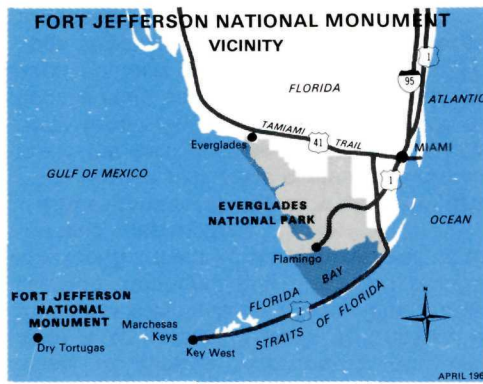 FORT JEFFERSON NATIONAL MONUMENT
VICINITY
1
95
FLORIDA
ATLANTIC
TAMIAMI
41
TRAIL
Everglades
MIAMI
GULF OF MEXICO
1
EVERGLADES
NATIONAL PARK
OCEAN
Flamingo
BAY
FLORIDA
FORT JEFFERSON
NATIONAL
MONUMENT
Marchesas
Keys
1
STRAITS OF FLORIDA
Dry Tortugas
Key West
APRIL 196